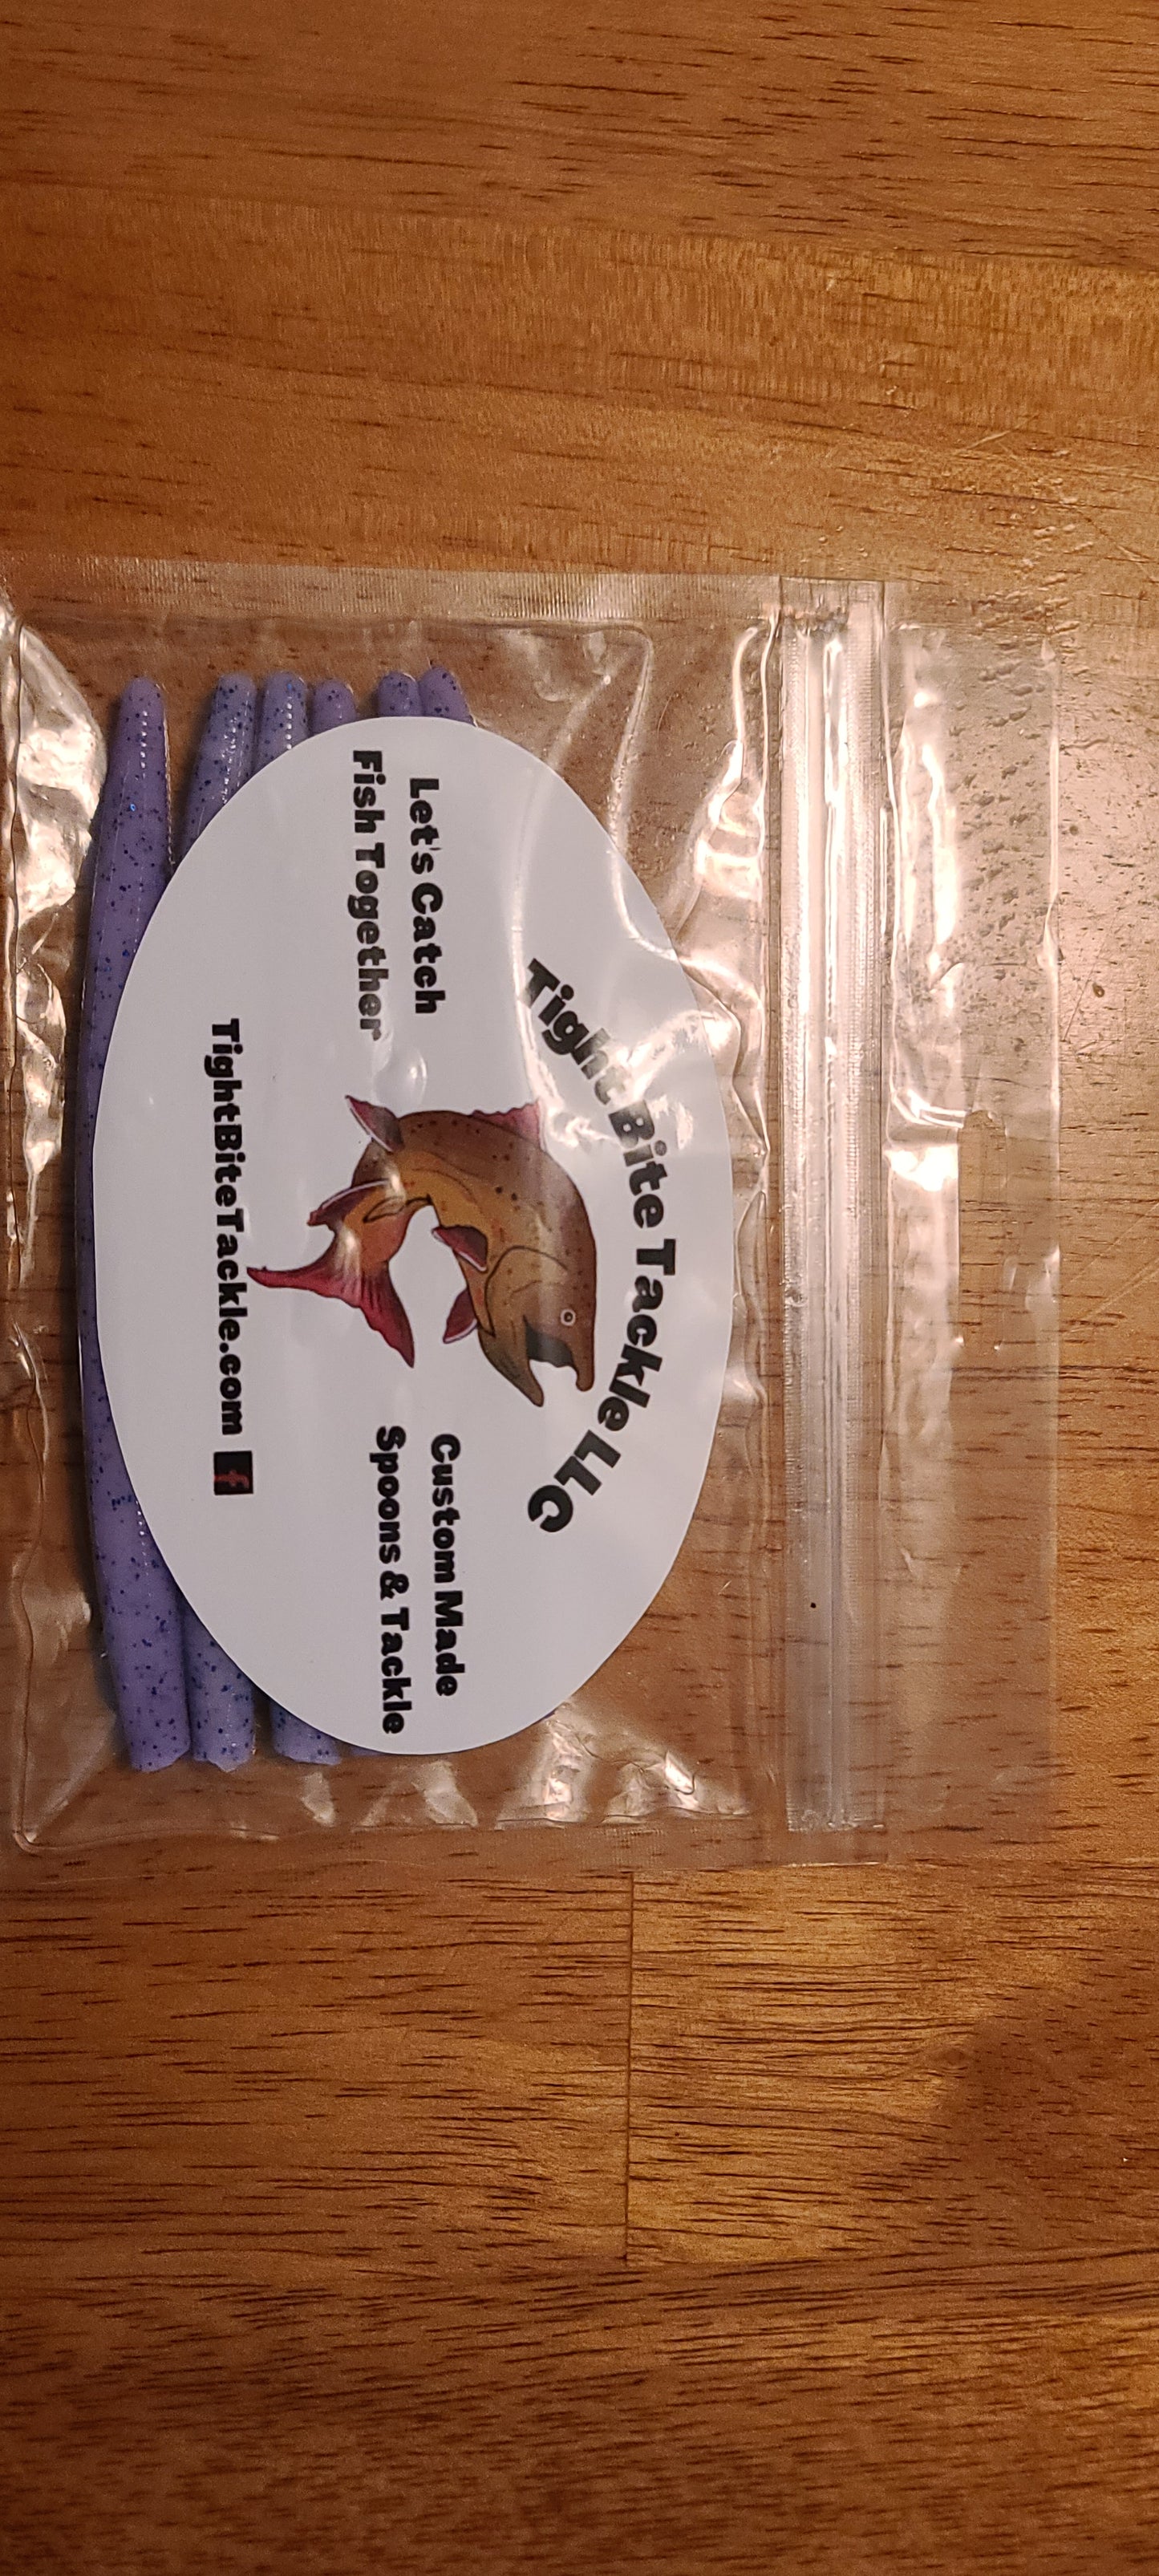 Tight Bite Tackle LLC
Let's Catch
Fish Together
Custom Made
Spoons & Tackle
TightBiteTackle.com f